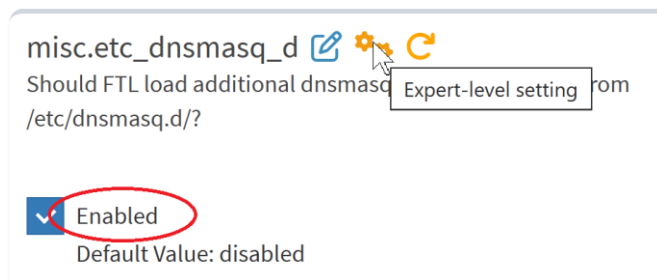 misc.etc_dnsmasq_d
Should FTL load additional dnsmasq
Expert-level setting
rom
/etc/dnsmasq.d/?
Enabled
Default Value: disabled